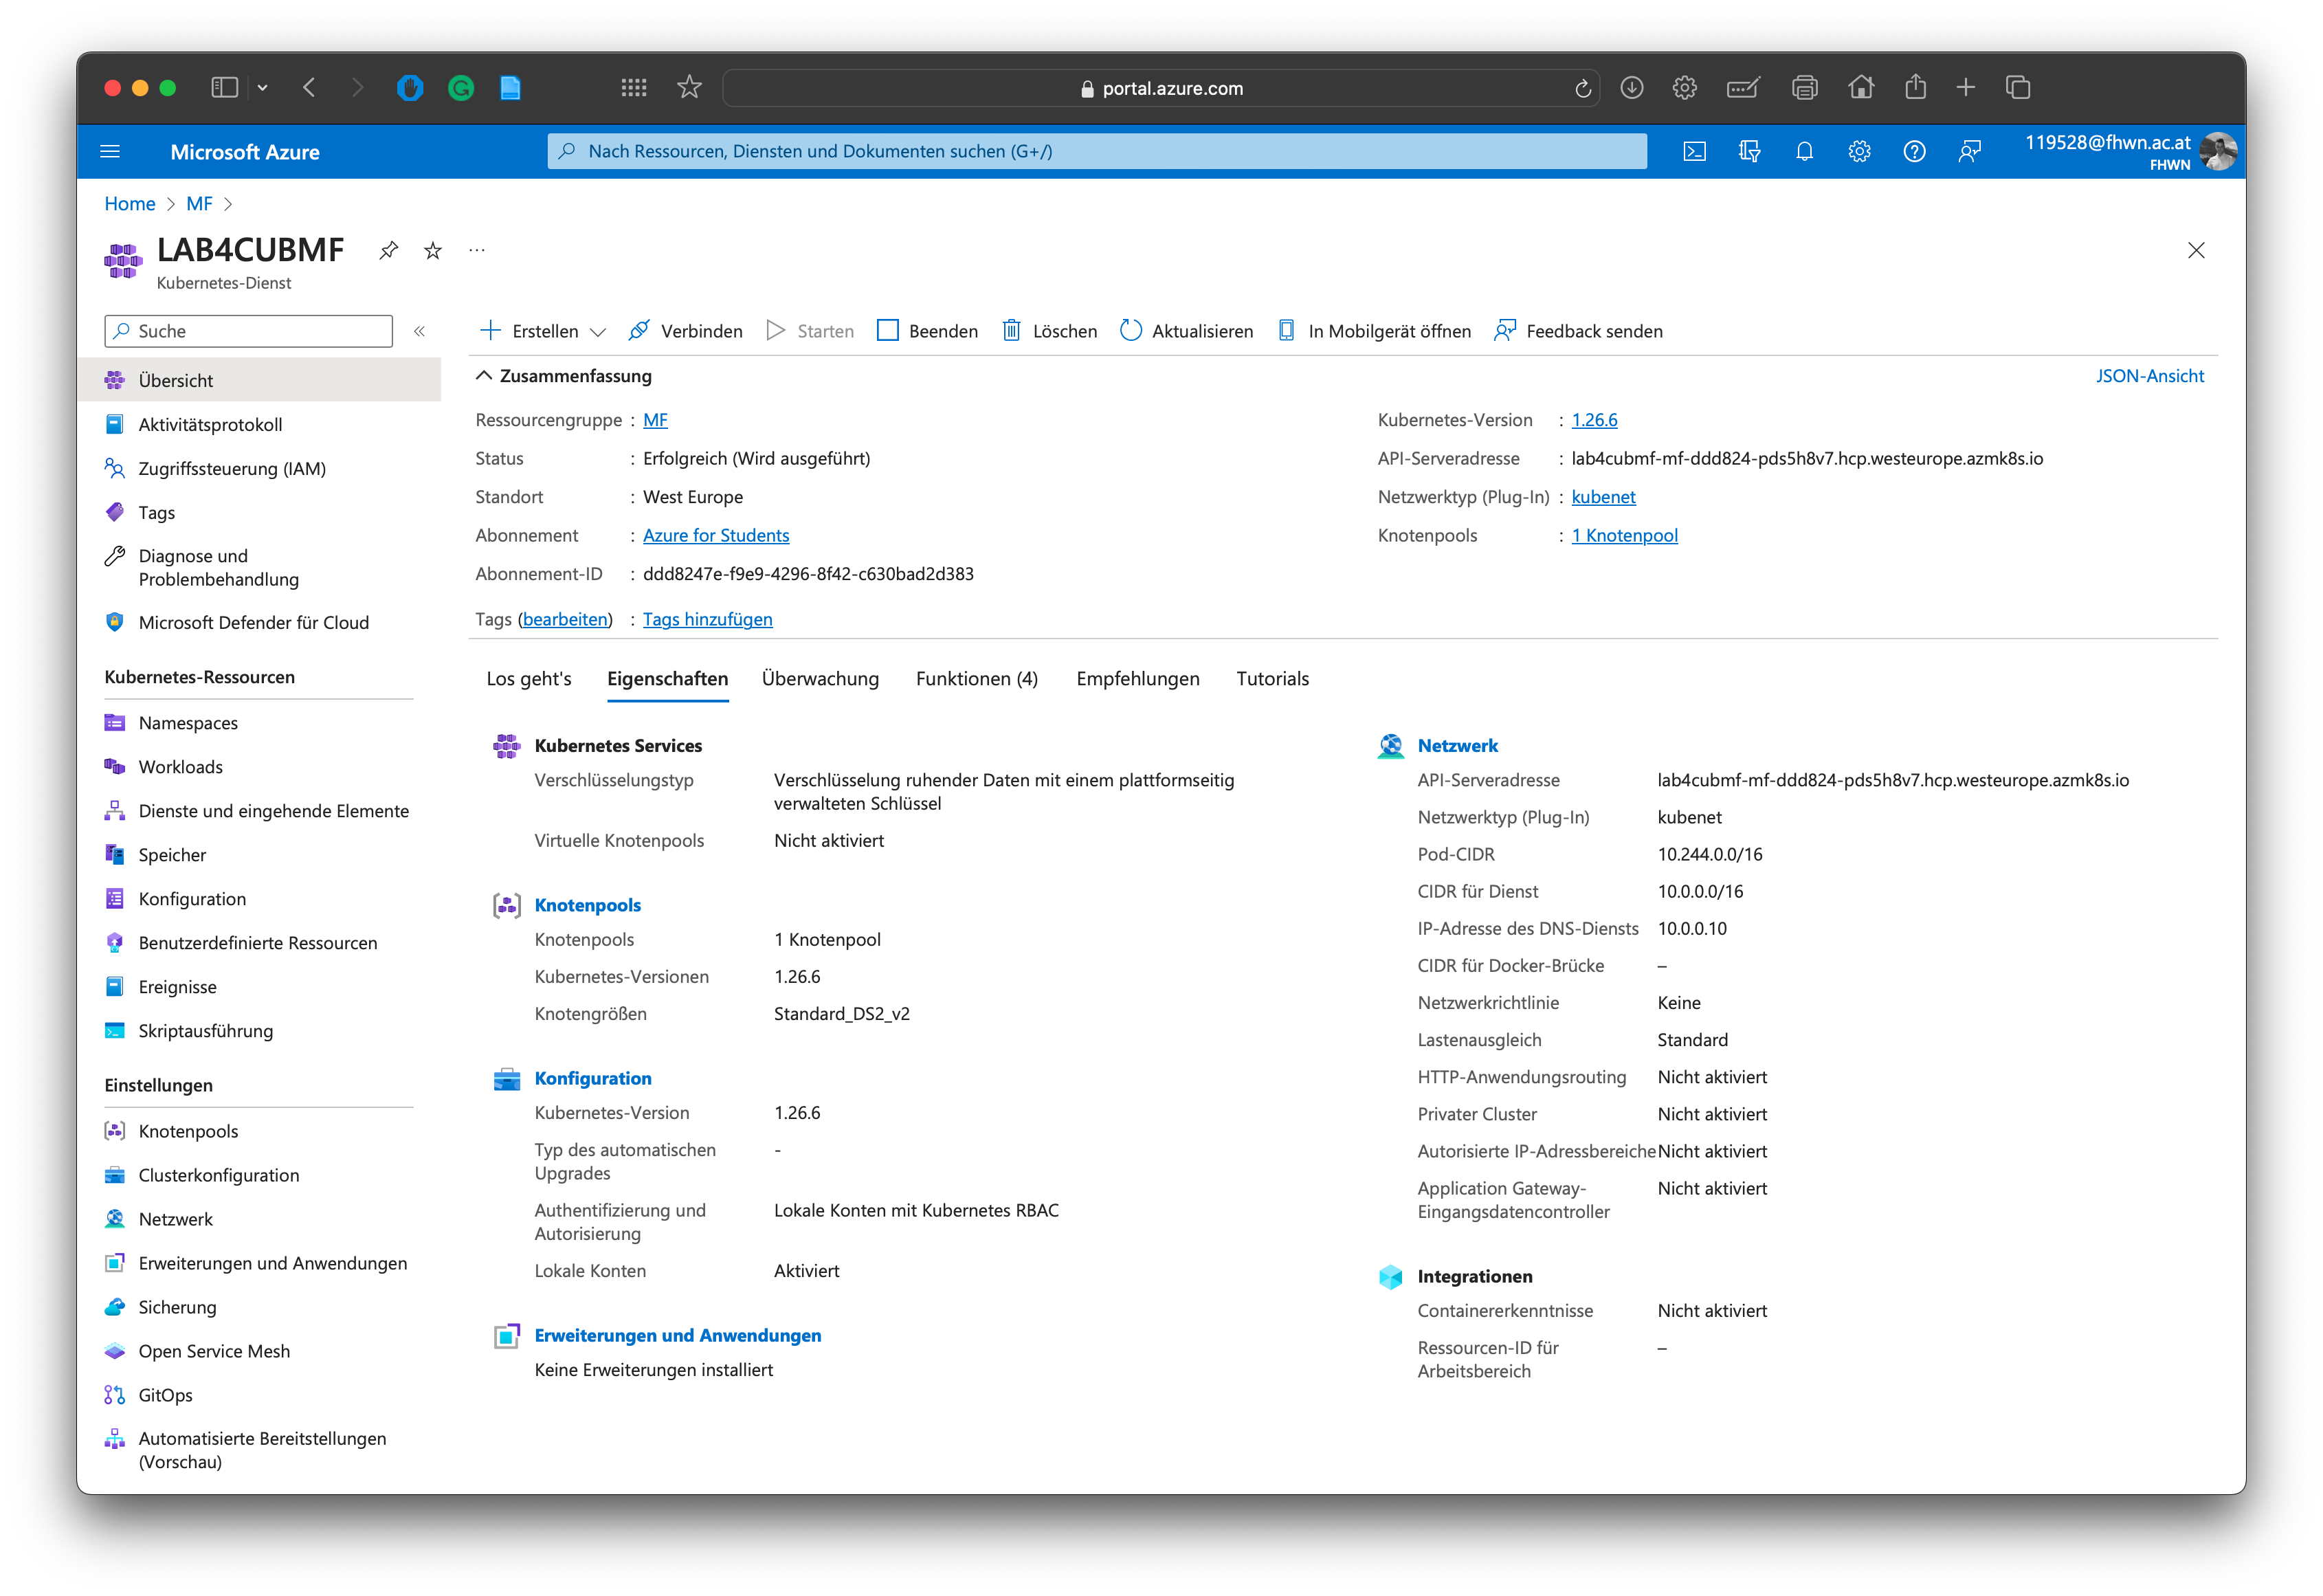 portal.azure.com
Microsoft Azure
Nach Ressourcen, Diensten und Dokumenten suchen (G+/)
119528@fhwn.ac.at
FHWN
Home > MF >
LAB4CUBMF
Kubernetes-Dienst
Suche
«
Übersicht
Aktivitätsprotokoll
Zugriffssteuerung (IAM)
Tags
Diagnose und
Problembehandlung
Microsoft Defender für Cloud
Kubernetes-Ressourcen
Namespaces
Workloads
Dienste und eingehende Elemente
Speicher
Konfiguration
Benutzerdefinierte Ressourcen
Ereignisse
Skriptausführung
Einstellungen
Knotenpools
Clusterkonfiguration
Netzwerk
Erweiterungen und Anwendungen
Sicherung
Open Service Mesh
GitOps
Automatisierte Bereitstellungen
(Vorschau)
Erstellen Verbinden Starten Beenden Löschen Aktualisieren In Mobilgerät öffnen Feedback senden
Zusammenfassung
JSON-Ansicht
Ressourcengruppe : MF
Status : Erfolgreich (Wird ausgeführt)
Standort : West Europe
Abonnement : Azure for Students
Abonnement-ID : ddd8247e-f9e9-4296-8f42-c630bad2d383
Tags (bearbeiten) : Tags hinzufügen
Kubernetes-Version : 1.26.6
API-Serveradresse : lab4cubmf-mf-ddd824-pds5h8v7.hcp.westeurope.azmk8s.io
Netzwerktyp (Plug-In) : kubenet
Knotenpools : 1 Knotenpool
Los geht's Eigenschaften Überwachung Funktionen (4) Empfehlungen Tutorials
Kubernetes Services
Verschlüsselungstyp Verschlüsselung ruhender Daten mit einem plattformseitig
verwalteten Schlüssel
Virtuelle Knotenpools Nicht aktiviert
Knotenpools
Knotenpools 1 Knotenpool
Kubernetes-Versionen 1.26.6
Knotengrößen Standard_DS2_v2
Konfiguration
Kubernetes-Version 1.26.6
Typ des automatischen -
Upgrades
Authentifizierung und Lokale Konten mit Kubernetes RBAC
Autorisierung
Lokale Konten Aktiviert
Erweiterungen und Anwendungen
Keine Erweiterungen installiert
Netzwerk
API-Serveradresse lab4cubmf-mf-ddd824-pds5h8v7.hcp.westeurope.azmk8s.io
Netzwerktyp (Plug-In) kubenet
Pod-CIDR 10.244.0.0/16
CIDR für Dienst 10.0.0.0/16
IP-Adresse des DNS-Diensts 10.0.0.10
CIDR für Docker-Brücke –
Netzwerkrichtlinie Keine
Lastenausgleich Standard
HTTP-Anwendungsrouting Nicht aktiviert
Privater Cluster Nicht aktiviert
Autorisierte IP-Adressbereiche Nicht aktiviert
Application Gateway- Nicht aktiviert
Eingangsdatencontroller
Integrationen
Containererkenntnisse Nicht aktiviert
Ressourcen-ID für –
Arbeitsbereich